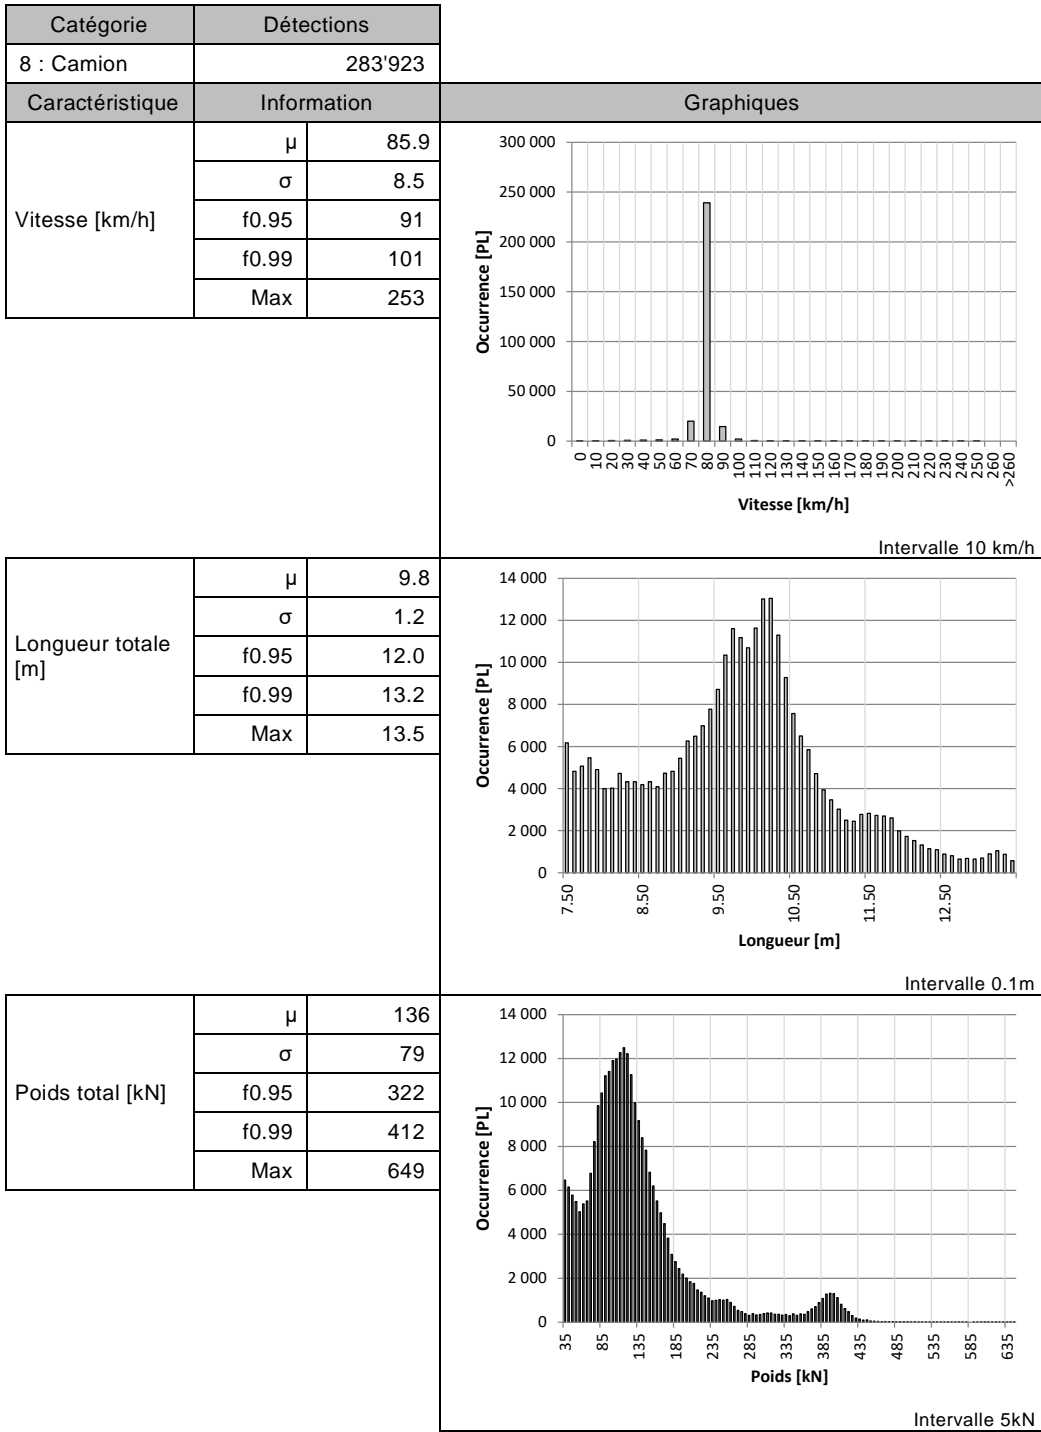 Catégorie Détections
8 : Camion 283'923
Caractéristique Information Graphiques
Vitesse [km/h]
µ 85.9
σ 8.5
f0.95 91
f0.99 101
Max 253
300 000
250 000
200 000
150 000
100 000
50 000
0
Occurrence [PL]
0 10 20 30 40 50 60 70 80 90 100 110 120 130 140 150 160 170 180 190 200 210 220 230 240 250 260 >260
Vitesse [km/h]
Intervalle 10 km/h
Longueur totale
[m]
µ 9.8
σ 1.2
f0.95 12.0
f0.99 13.2
Max 13.5
14 000
12 000
10 000
8 000
6 000
4 000
2 000
0
Occurrence [PL]
7.50 8.50 9.50 10.50 11.50 12.50
Longueur [m]
Intervalle 0.1m
Poids total [kN]
µ 136
σ 79
f0.95 322
f0.99 412
Max 649
14 000
12 000
10 000
8 000
6 000
4 000
2 000
0
Occurrence [PL]
35 85 135 185 235 285 335 385 435 485 535 585 635
Poids [kN]
Intervalle 5kN